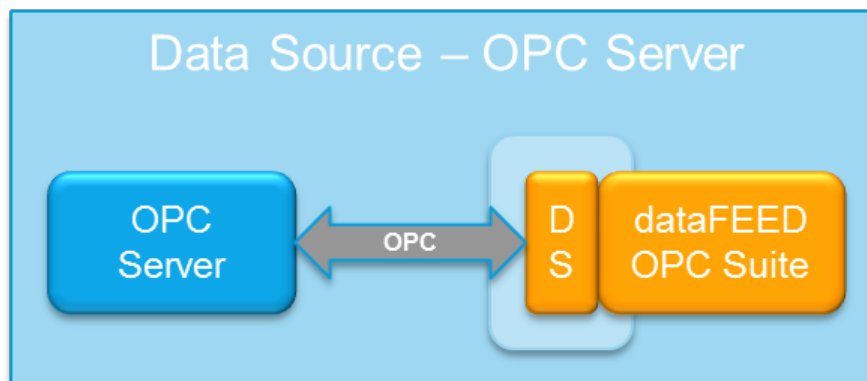 Data Source – OPC Server
OPC
Server
OPC
D
S
dataFEED
OPC Suite